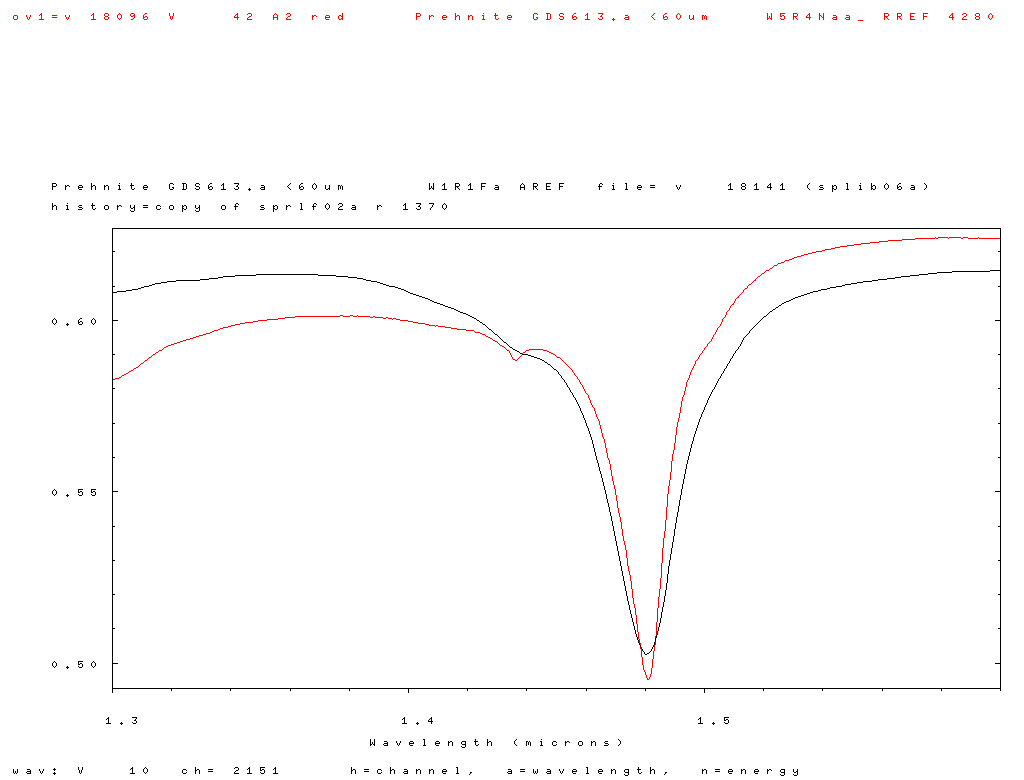 ov1=v 18096 V 42 A2 red Prehnite GDS613.a <60um W5R4Naa_ RREF 4280
Prehnite GDS613.a <60um W1R1Fa AREF file= v 18141 (splib06a)
history=copy of sprlf02a r 1370
0.60
0.55
0.50
1.3 1.4 1.5
Wavelength (microns)
wav: V 10 ch= 2151 h=channel, a=wavelength, n=energy